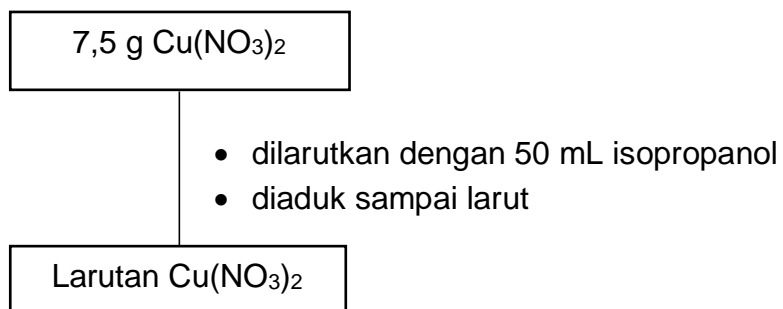 7,5 g Cu(NO3)2
• dilarutkan dengan 50 mL isopropanol
• diaduk sampai larut
Larutan Cu(NO3)2